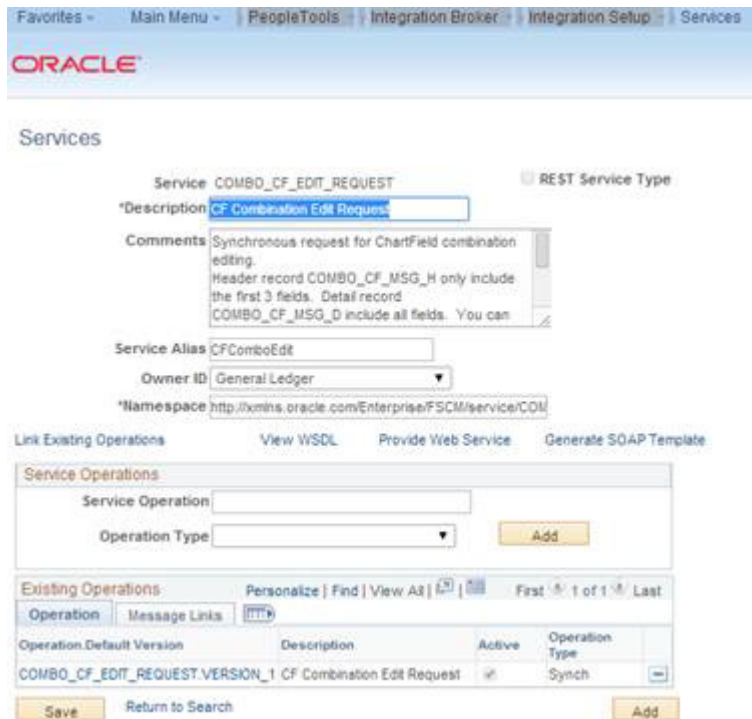 Favorites Main Menu PeopleTools Integration Broker Integration Setup Services
ORACLE
Services
Service COMBO_CF_EDIT_REQUEST REST Service Type
*Description CF Combination Edit Request
Comments Synchronous request for ChartField combination
editing.
Header record COMBO_CF_MSG_H only include
the first 3 fields. Detail record
COMBO_CF_MSG_D include all fields. You can
Service Alias CFComboEdit
Owner ID General Ledger
*Namespace http://xmlns.oracle.com/Enterprise/FSCM/service/COM
Link Existing Operations View WSDL Provide Web Service Generate SOAP Template
Service Operations
Service Operation
Operation Type Add
Existing Operations Personalize | Find | View All | | First 1 of 1 Last
Operation Message Links
Operation.Default Version Description Active Operation Type
COMBO_CF_EDIT_REQUEST.VERSION_1 CF Combination Edit Request Synch
Save Return to Search Add